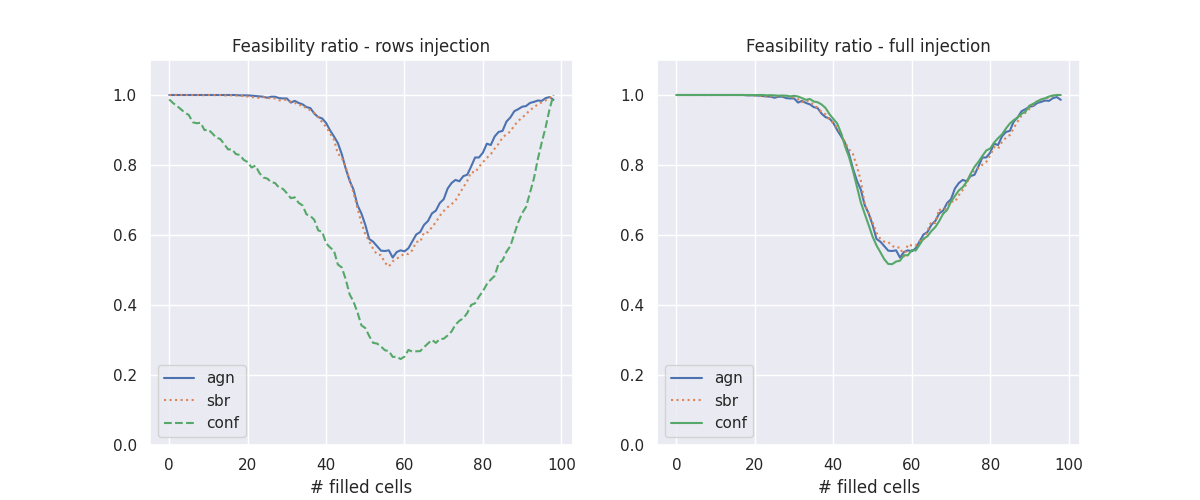 Feasibility ratio - rows injection
1.0
0.8
0.6
0.4
0.2
0.0
agn
sbr
conf
0 20 40 60 80 100
# filled cells
Feasibility ratio - full injection
1.0
0.8
0.6
0.4
0.2
0.0
agn
sbr
conf
0 20 40 60 80 100
# filled cells